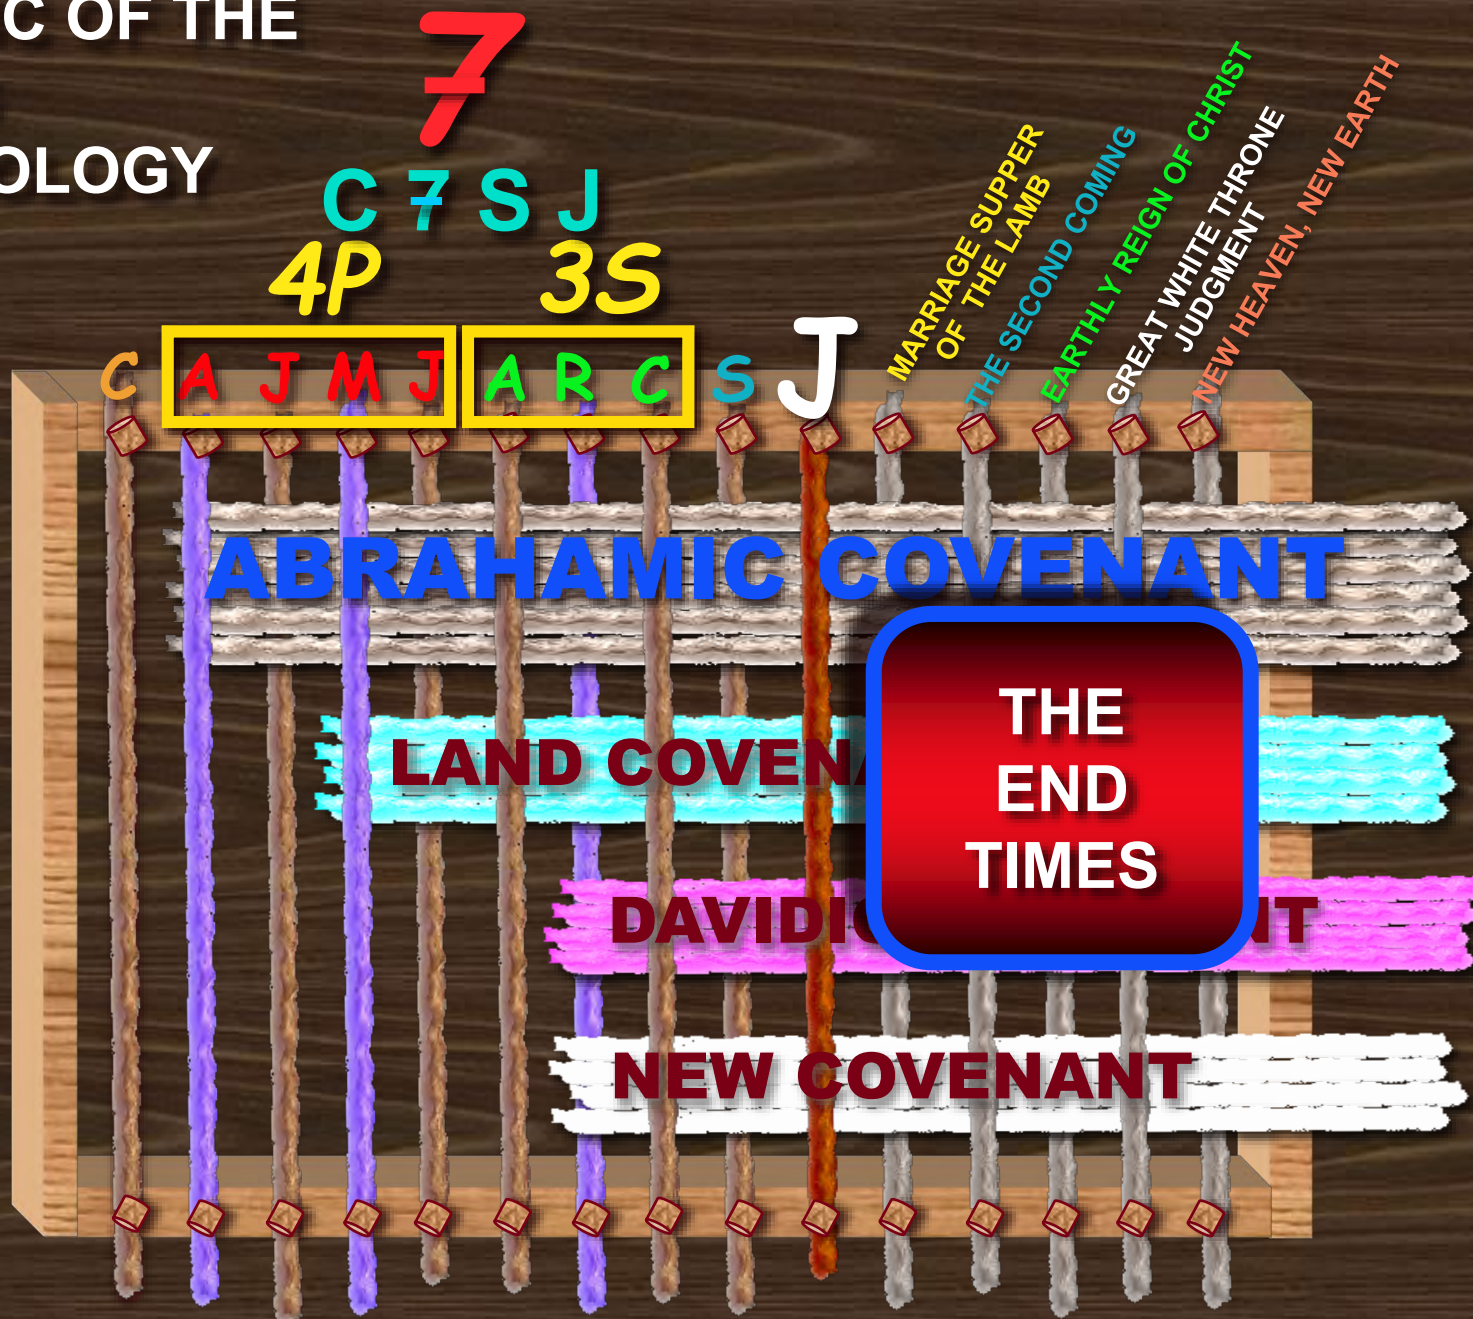 C OF THE
OLOGY
7
C 7 S J
4P 3S
C A J M J A R C S J
MARRIAGE SUPPER
OF THE LAMB
THE SECOND COMING
EARTHLY REIGN OF CHRIST
GREAT WHITE THRONE
JUDGMENT
NEW HEAVEN, NEW EARTH
ABRAHAMIC COVENANT
LAND COVENA
THE
END
TIMES
DAVIDIC NT
NEW COVENANT